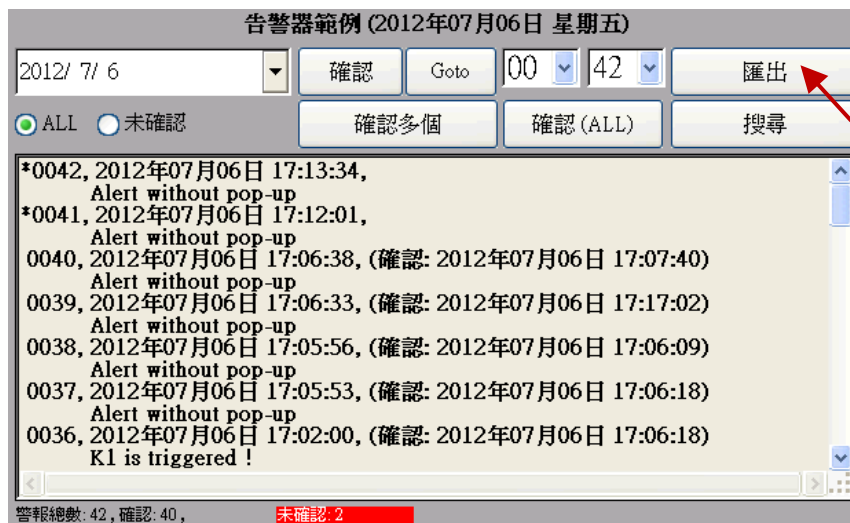 告警器範例 (2012年07月06日 星期五)
2012/ 7/ 6 確認 Goto 00 42 匯出
ALL 未確認 確認多個 確認(ALL) 搜尋
*0042, 2012年07月06日 17:13:34,
Alert without pop-up
*0041, 2012年07月06日 17:12:01,
Alert without pop-up
0040, 2012年07月06日 17:06:38, (確認: 2012年07月06日 17:07:40)
Alert without pop-up
0039, 2012年07月06日 17:06:33, (確認: 2012年07月06日 17:17:02)
Alert without pop-up
0038, 2012年07月06日 17:05:56, (確認: 2012年07月06日 17:06:09)
Alert without pop-up
0037, 2012年07月06日 17:05:53, (確認: 2012年07月06日 17:06:18)
Alert without pop-up
0036, 2012年07月06日 17:02:00, (確認: 2012年07月06日 17:06:18)
K1 is triggered !
警報總數: 42 , 確認: 40 , 未確認: 2